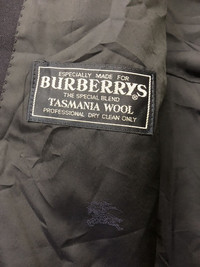 ESPECIALLY MADE FOR
BURBERRYS®
THE SPECIAL BLEND
TASMANIA WOOL
PROFESSIONAL DRY CLEAN ONLY